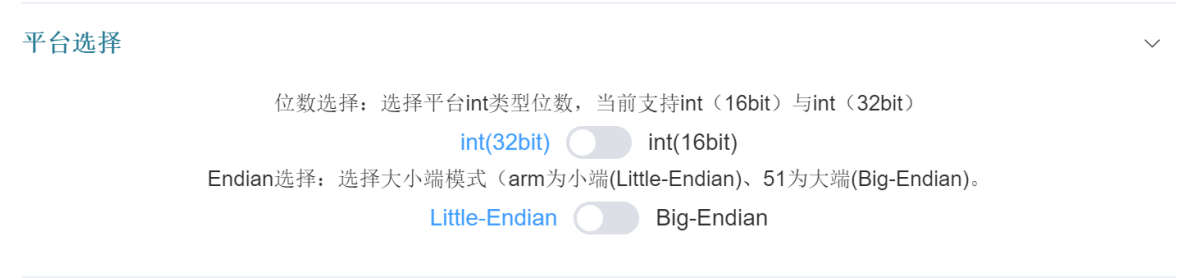 平台选择
位数选择：选择平台int类型位数，当前支持int（16bit）与int（32bit）
int(32bit) int(16bit)
Endian选择：选择大小端模式（arm为小端(Little-Endian)、51为大端(Big-Endian)。
Little-Endian Big-Endian